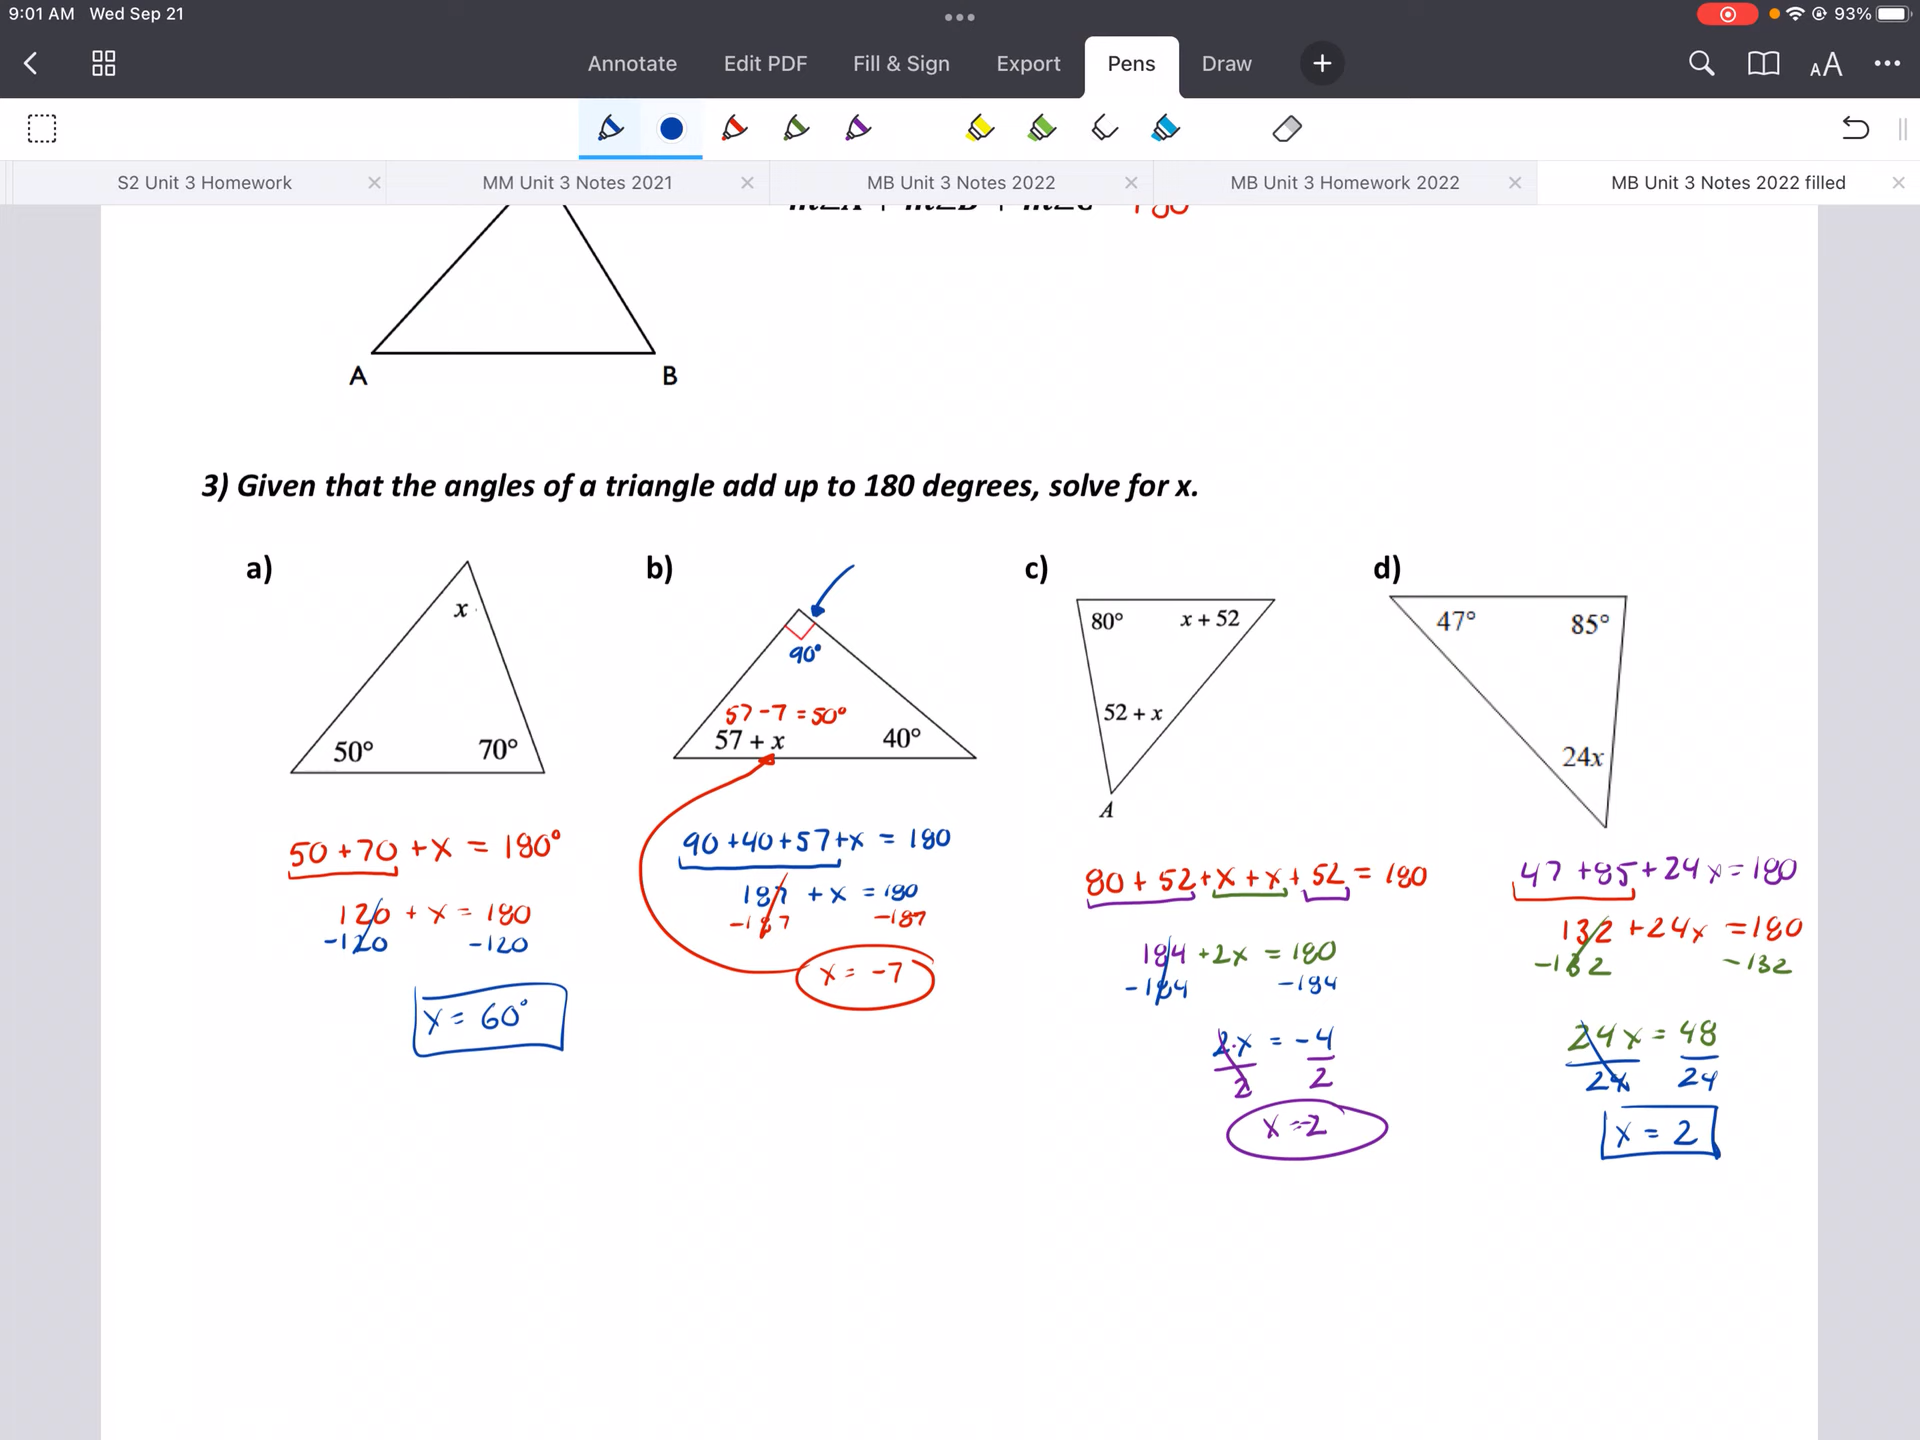 9:01 AM Wed Sep 21
93%
Annotate Edit PDF Fill & Sign Export Pens Draw
AA
S2 Unit 3 Homework
MM Unit 3 Notes 2021
MB Unit 3 Notes 2022
MB Unit 3 Homework 2022
MB Unit 3 Notes 2022 filled
180
A
B
3) Given that the angles of a triangle add up to 180 degrees, solve for x.
a)
x
50°
70°
50 + 70 + x = 180°
120 + x = 180
-120 -120
x = 60°
b)
90°
57 - 7 = 50°
57 + x
40°
90 + 40 + 57 + x = 180
187 + x = 180
-187 -187
x = -7
c)
80°
x + 52
52 + x
A
80 + 52 + x + x + 52 = 180
184 + 2x = 180
-184 -184
2x = -4
2 2
x = -2
d)
47°
85°
24x
47 + 85 + 24x = 180
132 + 24x = 180
-132 -132
24x = 48
24 24
x = 2